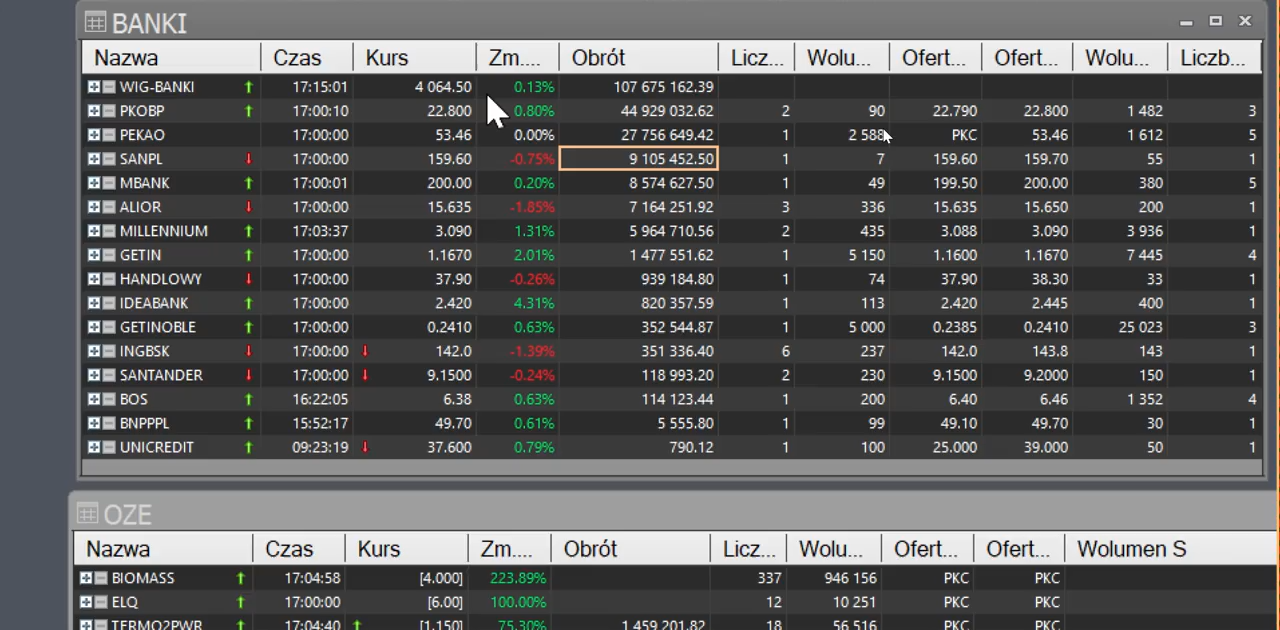 BANKI
Nazwa Czas Kurs Zm.... Obrót Licz... Wolu... Ofert... Ofert... Wolu... Liczb...
WIG-BANKI 17:15:01 4 064.50 0.13% 107 675 162.39
PKOBP 17:00:10 22.800 0.80% 44 929 032.62 2 90 22.790 22.800 1 482 3
PEKAO 17:00:00 53.46 0.00% 27 756 649.42 1 2 588 PKC 53.46 1 612 5
SANPL 17:00:00 159.60 -0.75% 9 105 452.50 1 7 159.60 159.70 55 1
MBANK 17:00:01 200.00 0.20% 8 574 627.50 1 49 199.50 200.00 380 5
ALIOR 17:00:00 15.635 -1.85% 7 164 251.92 3 336 15.635 15.650 200 1
MILLENNIUM 17:03:37 3.090 1.31% 5 964 710.56 2 435 3.088 3.090 3 936 1
GETIN 17:00:00 1.1670 2.01% 1 477 551.62 1 5 150 1.1600 1.1670 7 445 4
HANDLOWY 17:00:00 37.90 -0.26% 939 184.80 1 74 37.90 38.30 33 1
IDEABANK 17:00:00 2.420 4.31% 820 357.59 1 113 2.420 2.445 400 1
GETINOBLE 17:00:00 0.2410 0.63% 352 544.87 1 5 000 0.2385 0.2410 25 023 3
INGBSK 17:00:00 142.0 -1.39% 351 336.40 6 237 142.0 143.8 143 1
SANTANDER 17:00:00 9.1500 -0.24% 118 993.20 2 230 9.1500 9.2000 150 1
BOS 16:22:05 6.38 0.63% 114 123.44 1 200 6.40 6.46 1 352 4
BNPPPL 15:52:17 49.70 0.61% 5 555.80 1 99 49.10 49.70 30 1
UNICREDIT 09:23:19 37.600 0.79% 790.12 1 100 25.000 39.000 50 1
OZE
Nazwa Czas Kurs Zm.... Obrót Licz... Wolu... Ofert... Ofert... Wolumen S
BIOMASS 17:04:58 [4.000] 223.89% 337 946 156 PKC PKC
ELQ 17:00:00 [6.00] 100.00% 12 10 251 PKC PKC
TERMO2PWR 17:04:40 [1.150] 75.30% 1 459 201.82 18 56 516 PKC PKC